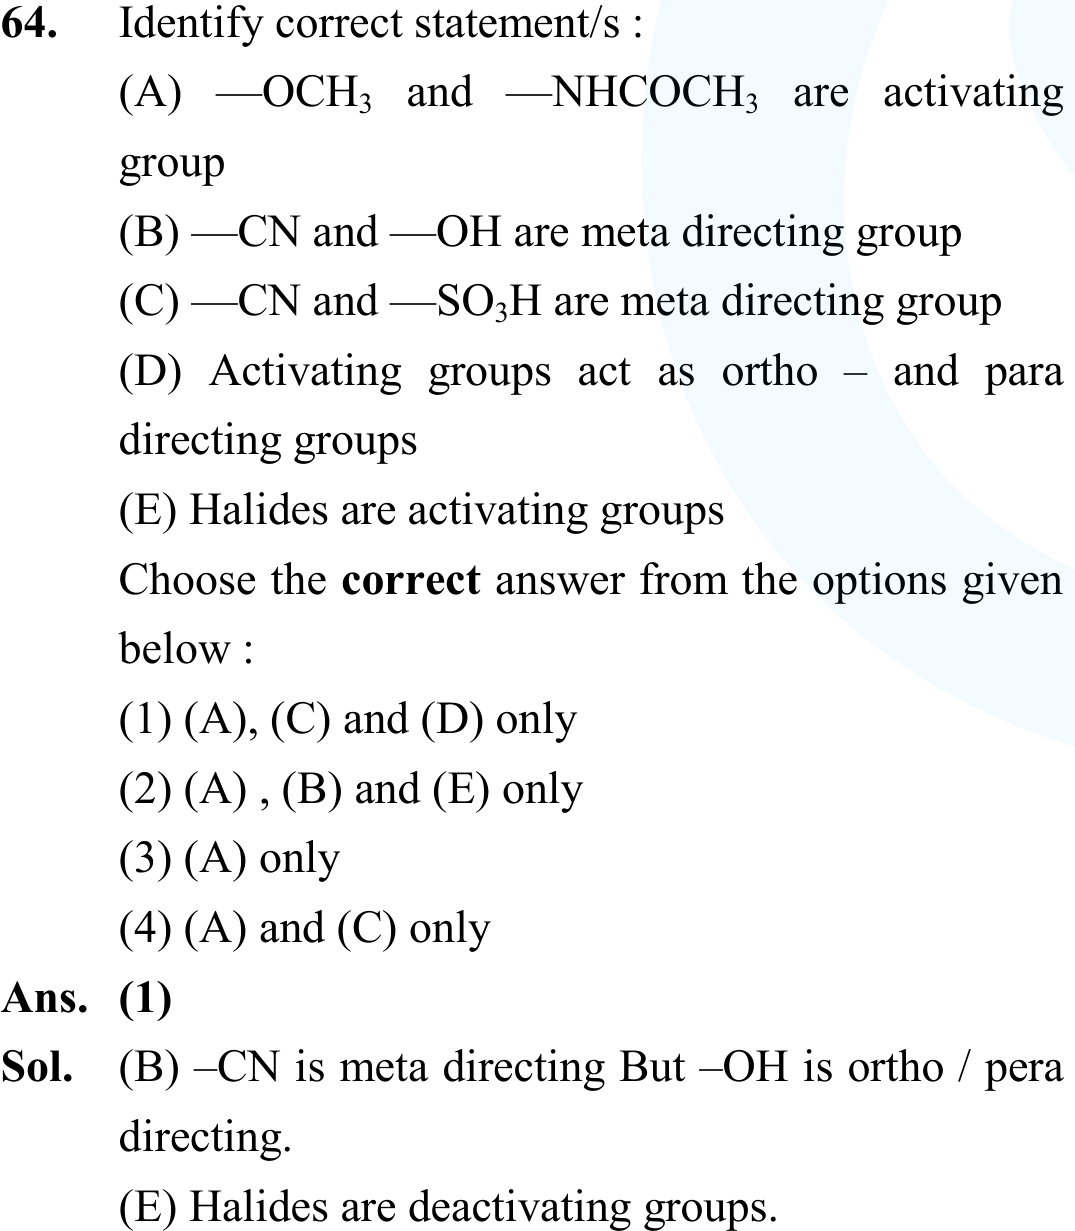 64. Identify correct statement/s :
(A) —OCH₃ and —NHCOCH₃ are activating
group
(B) —CN and —OH are meta directing group
(C) —CN and —SO₃H are meta directing group
(D) Activating groups act as ortho – and para
directing groups
(E) Halides are activating groups
Choose the correct answer from the options given
below :
(1) (A), (C) and (D) only
(2) (A) , (B) and (E) only
(3) (A) only
(4) (A) and (C) only
Ans. (1)
Sol. (B) –CN is meta directing But –OH is ortho / pera
directing.
(E) Halides are deactivating groups.